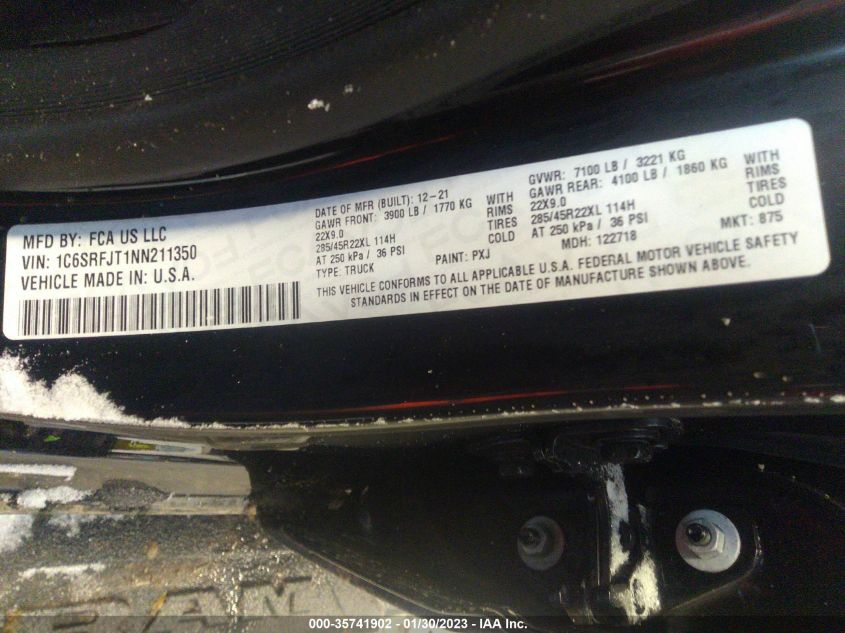 MFD BY: FCA US LLC
VIN: 1C6SRFJT1NN211350
VEHICLE MADE IN: U.S.A.
DATE OF MFR (BUILT): 12-21
GAWR FRONT: 3900 LB / 1770 KG WITH
22X9.0 RIMS
285/45R22XL 114H TIRES
AT 250 kPa / 36 PSI COLD
TYPE: TRUCK PAINT: PXJ
GVWR: 7100 LB / 3221 KG
GAWR REAR: 4100 LB / 1860 KG WITH
22X9.0 RIMS
285/45R22XL 114H TIRES
AT 250 kPa / 36 PSI COLD
MDH: 122718 MKT: 875
THIS VEHICLE CONFORMS TO ALL APPLICABLE U.S.A. FEDERAL MOTOR VEHICLE SAFETY
STANDARDS IN EFFECT ON THE DATE OF MANUFACTURE SHOWN ABOVE.
RAM
000-35741902 - 01/30/2023 - IAA Inc.